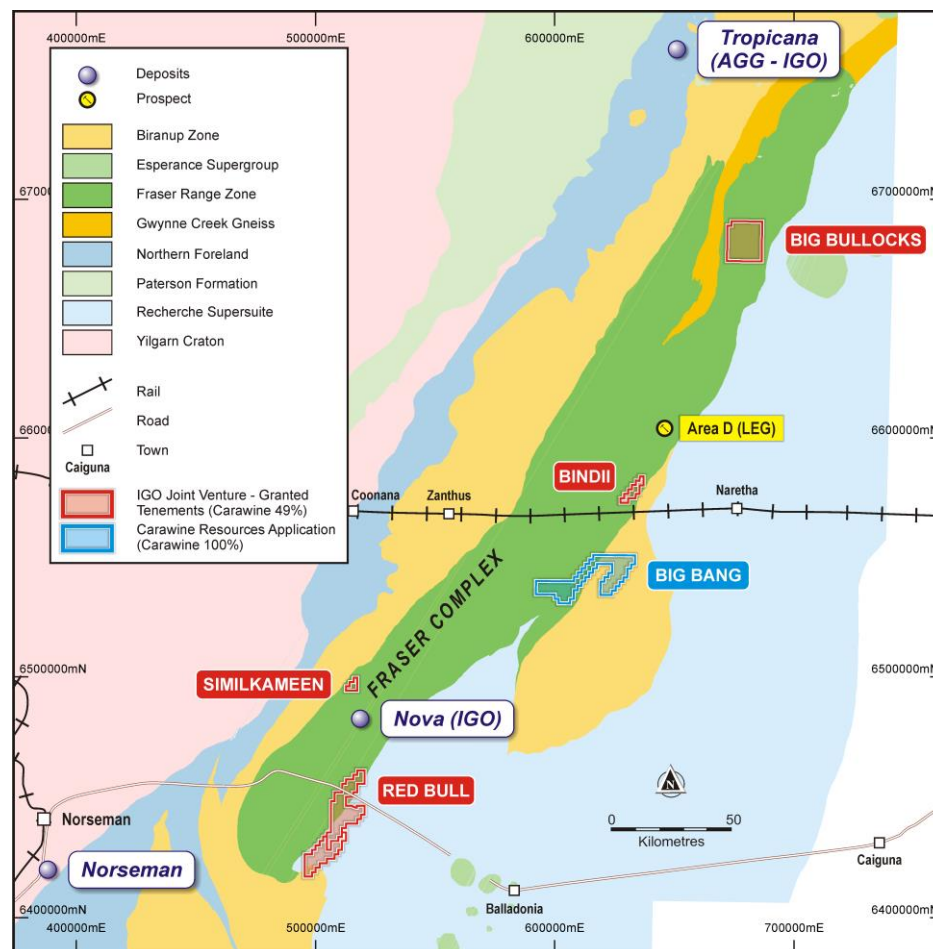 400000mE
500000mE
600000mE
700000mE
Deposits
Prospect
Biranup Zone
Esperance Supergroup
Fraser Range Zone
Gwynne Creek Gneiss
Northern Foreland
Paterson Formation
Recherche Supersuite
Yilgarn Craton
Rail
Road
Town
Caiguna
IGO Joint Venture - Granted
Tenements (Carawine 49%)
Carawine Resources Application
(Carawine 100%)
Tropicana
(AGG - IGO)
6700000mN
6700000mN
BIG BULLOCKS
6600000mN
6600000mN
Area D (LEG)
BINDII
Coonana
Zanthus
Naretha
BIG BANG
FRASER COMPLEX
6500000mN
6500000mN
SIMILKAMEEN
Nova (IGO)
RED BULL
N
0
50
Kilometres
Norseman
Norseman
Caiguna
Balladonia
6400000mN
6400000mN
400000mE
500000mE
600000mE
700000mE